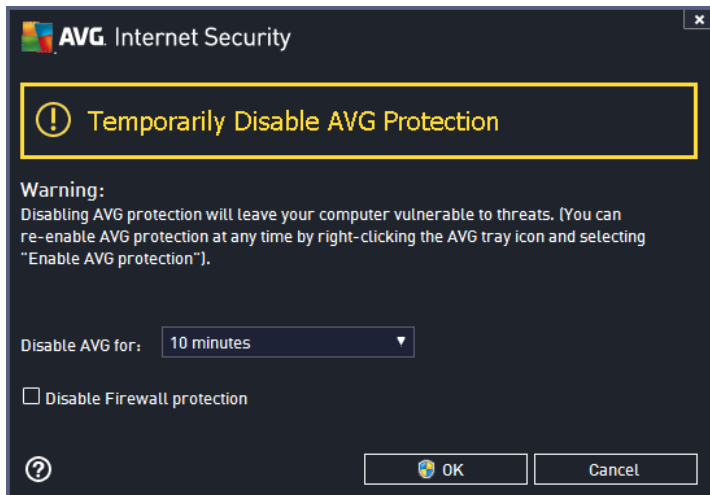 AVG. Internet Security
Temporarily Disable AVG Protection
Warning:
Disabling AVG protection will leave your computer vulnerable to threats. (You can
re-enable AVG protection at any time by right-clicking the AVG tray icon and selecting
"Enable AVG protection").
Disable AVG for: 10 minutes
Disable Firewall protection
OK Cancel